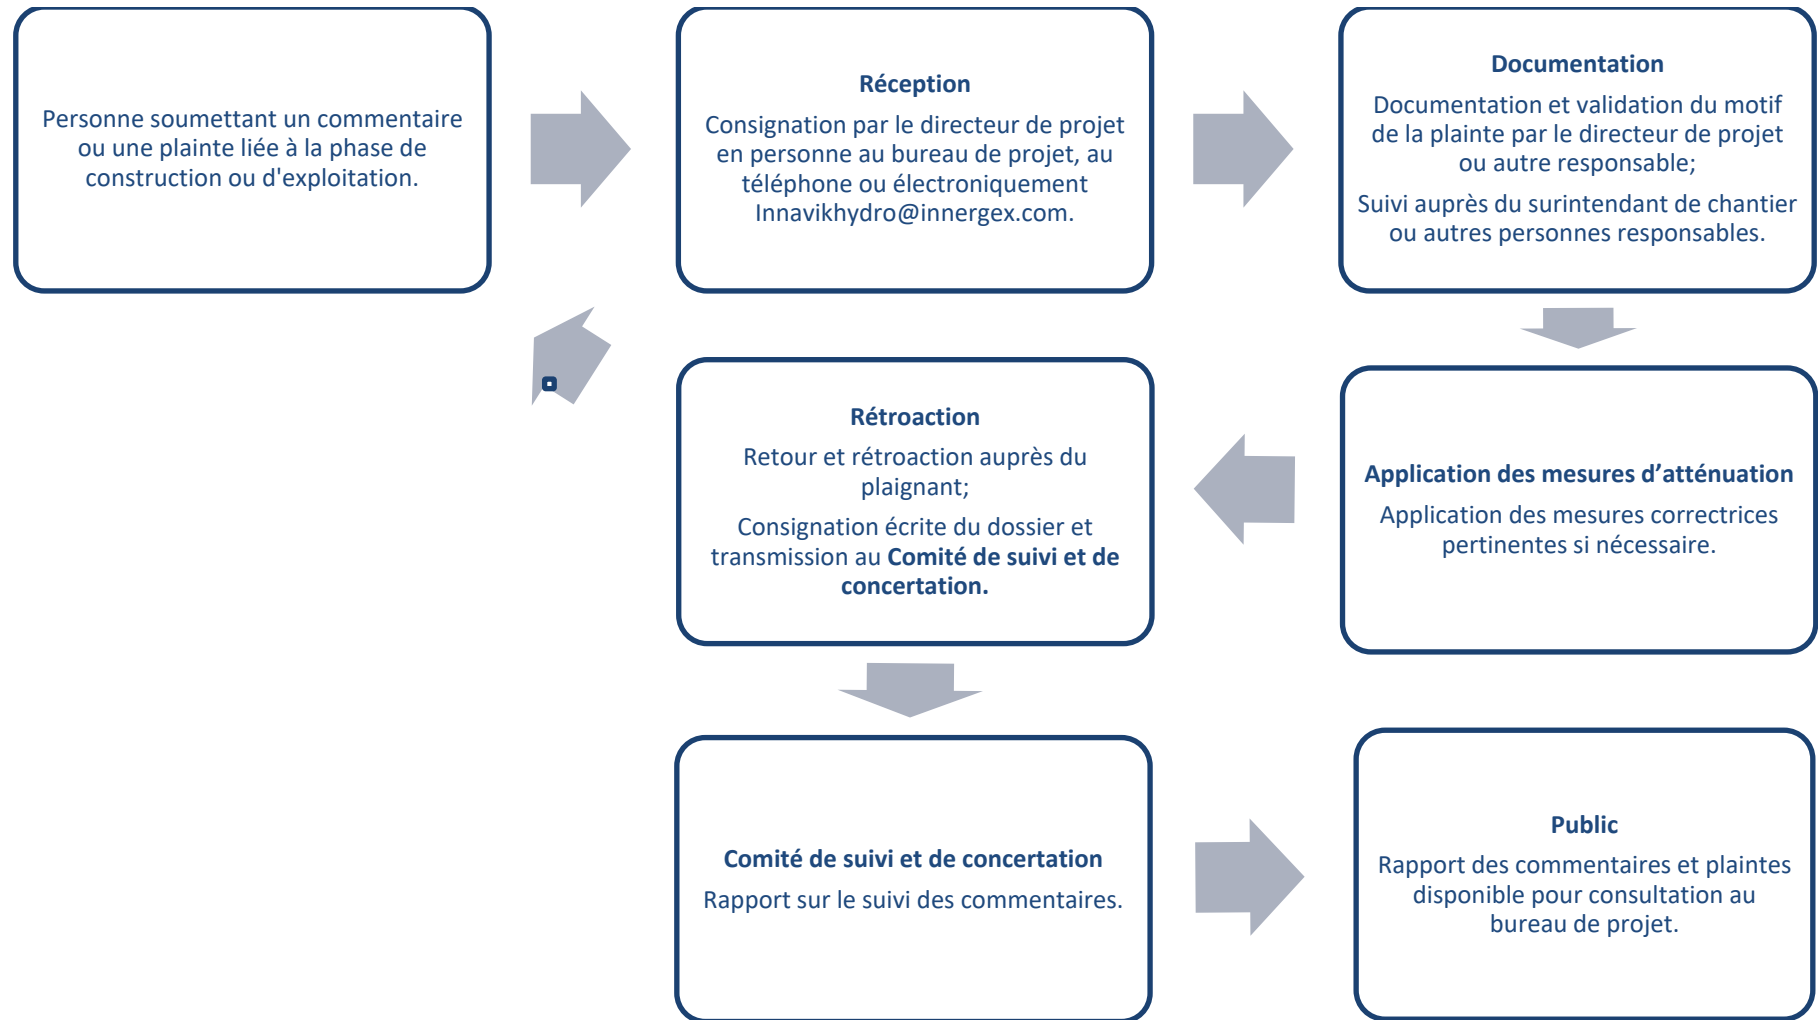 Personne soumettant un commentaire
ou une plainte liée à la phase de
construction ou d'exploitation.
Réception
Consignation par le directeur de projet
en personne au bureau de projet, au
téléphone ou électroniquement
Innavikhydro@innergex.com.
Documentation
Documentation et validation du motif
de la plainte par le directeur de projet
ou autre responsable;
Suivi auprès du surintendant de chantier
ou autres personnes responsables.
Application des mesures d’atténuation
Application des mesures correctrices
pertinentes si nécessaire.
Rétroaction
Retour et rétroaction auprès du
plaignant;
Consignation écrite du dossier et
transmission au Comité de suivi et de
concertation.
Comité de suivi et de concertation
Rapport sur le suivi des commentaires.
Public
Rapport des commentaires et plaintes
disponible pour consultation au
bureau de projet.